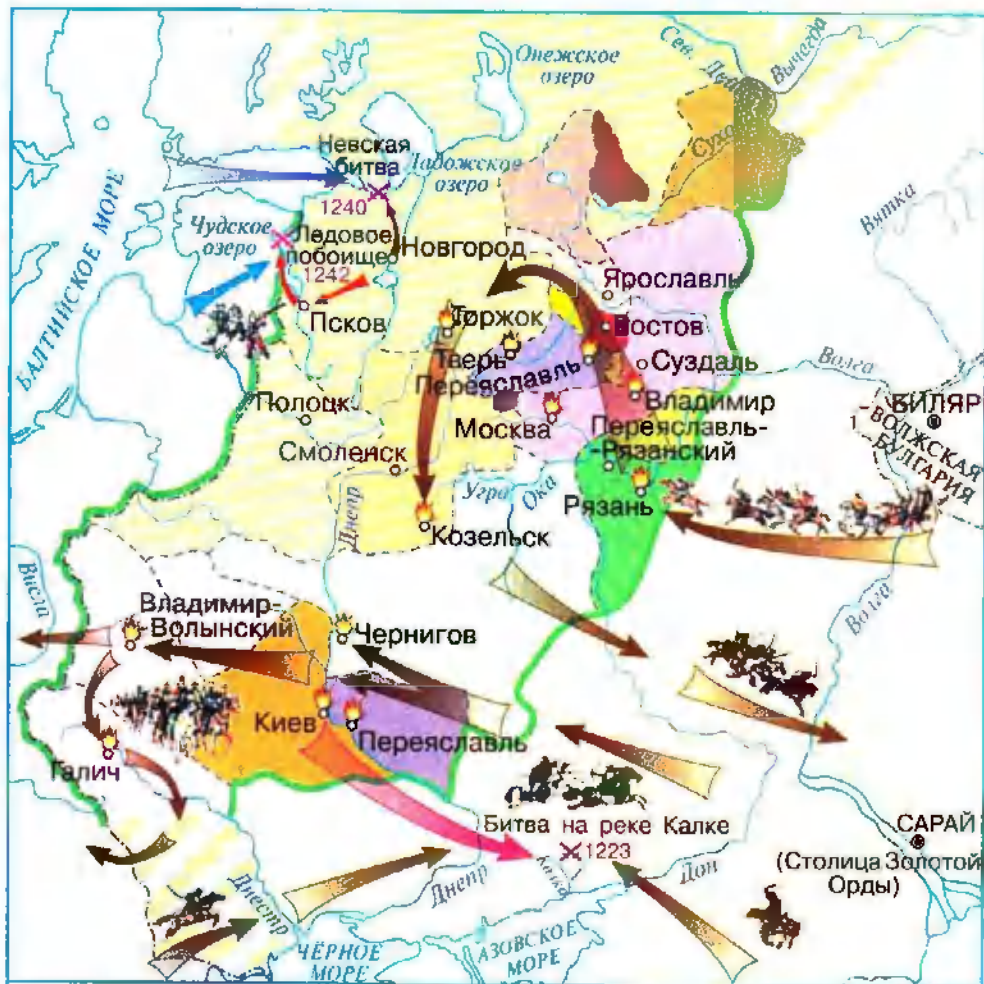 Онежское
озеро
Сев.
Вычегда
Невская
битва
Ладожское
озеро
1240
Вятка
БАЛТИЙСКОЕ МОРЕ
Чудское
озеро
Ледовое
побоище
1242
Новгород
Псков
Ярославль
Торжок
Ростов
Тверь
Суздаль
Переяславль
Волга
Полоцк
Владимир
БИЛЯР
Москва
Переяславль-
-Рязанский
ВОЛЖСКАЯ
БУЛГАРИЯ
Смоленск
Угра
Ока
Рязань
Днепр
Козельск
Висла
Волга
Владимир-
-Волынский
Чернигов
Киев
Переяславль
Галич
Битва на реке Калке
1223
САРАЙ
(Столица Золотой
Орды)
Калка
Дон
Днепр
Днестр
ЧЁРНОЕ
МОРЕ
АЗОВСКОЕ
МОРЕ